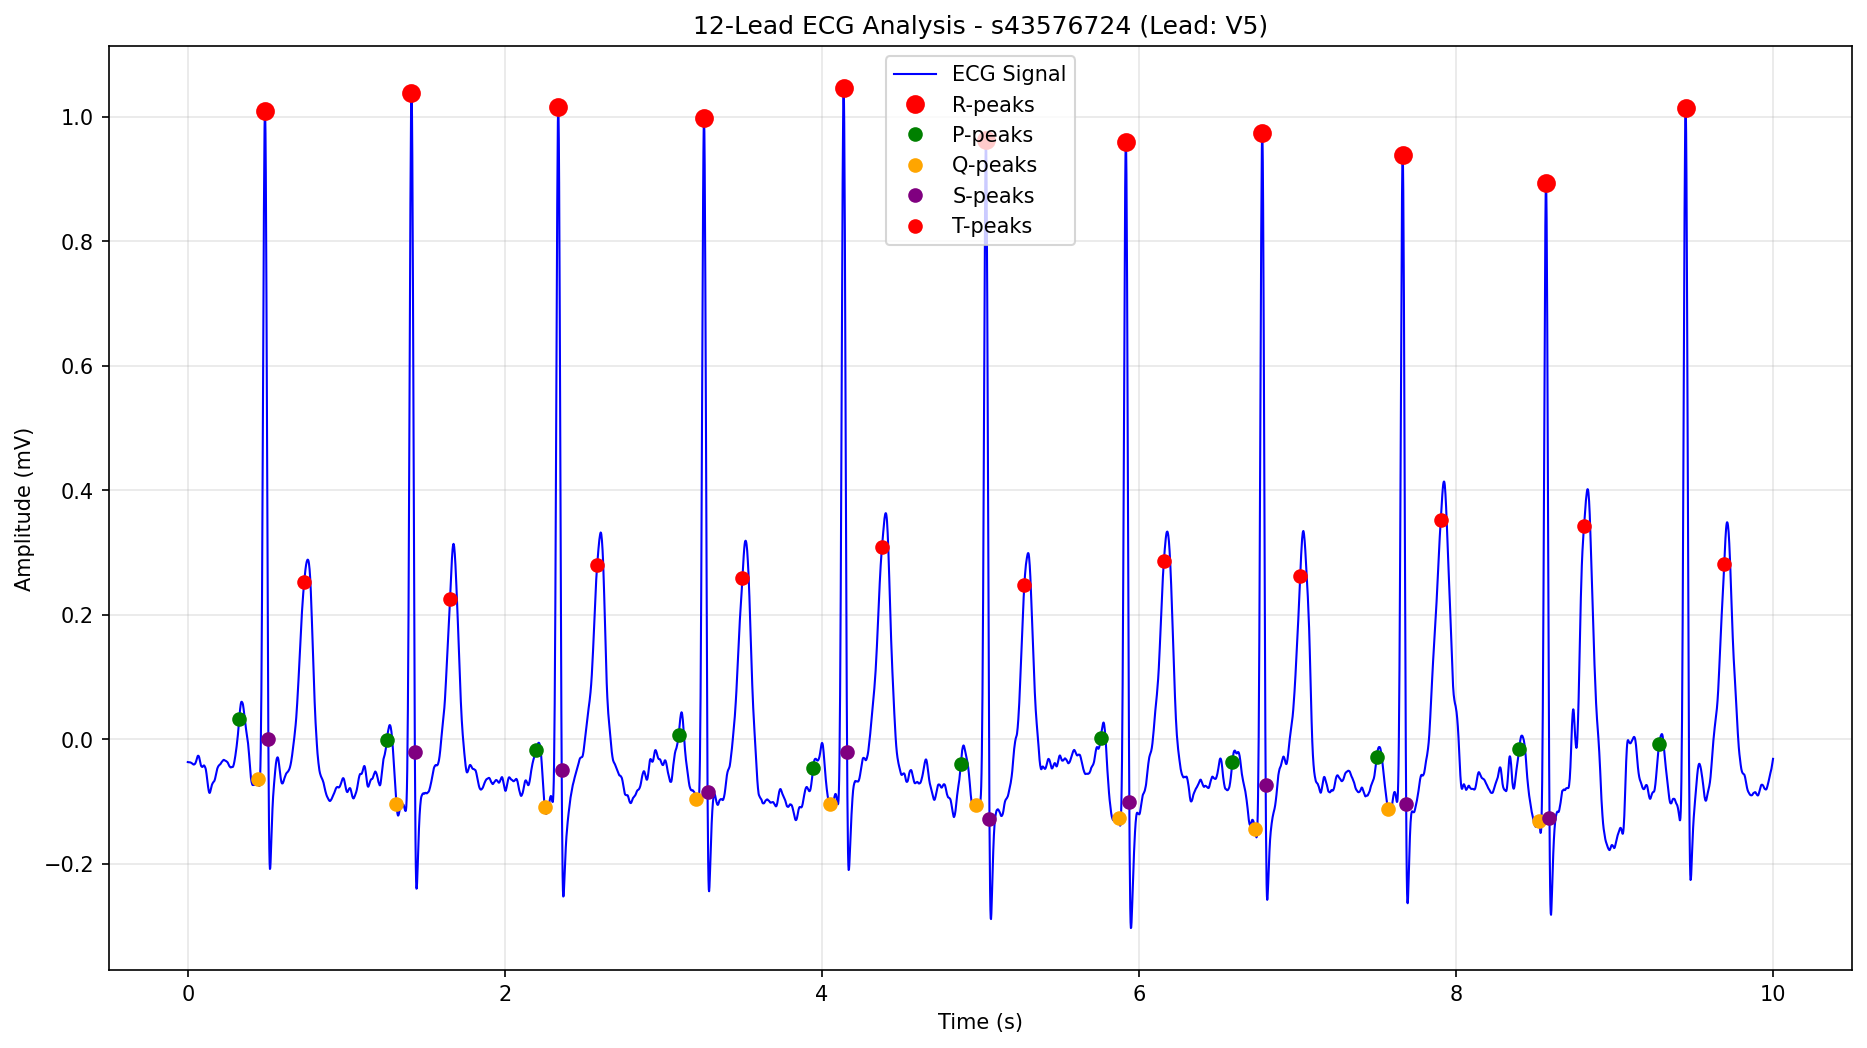 12-Lead ECG Analysis - s43576724 (Lead: V5)
ECG Signal
R-peaks
P-peaks
Q-peaks
S-peaks
T-peaks
Amplitude (mV)
1.0
0.8
0.6
0.4
0.2
0.0
−0.2
0 2 4 6 8 10
Time (s)